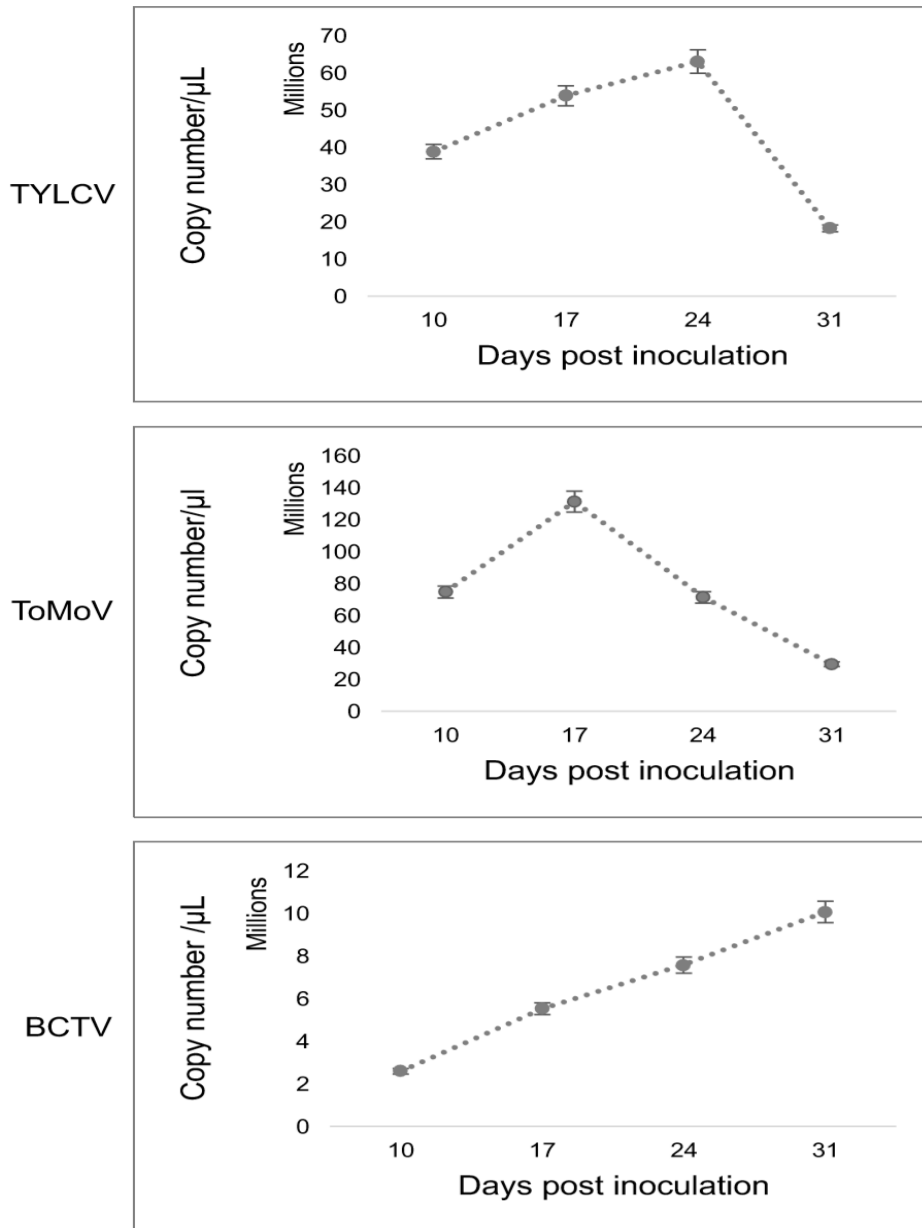 TYLCV
Copy number/µL
Millions
70
60
50
40
30
20
10
0
10 17 24 31
Days post inoculation
ToMoV
Copy number/µl
Millions
160
140
120
100
80
60
40
20
0
10 17 24 31
Days post inoculation
BCTV
Copy number /µL
Millions
12
10
8
6
4
2
0
10 17 24 31
Days post inoculation